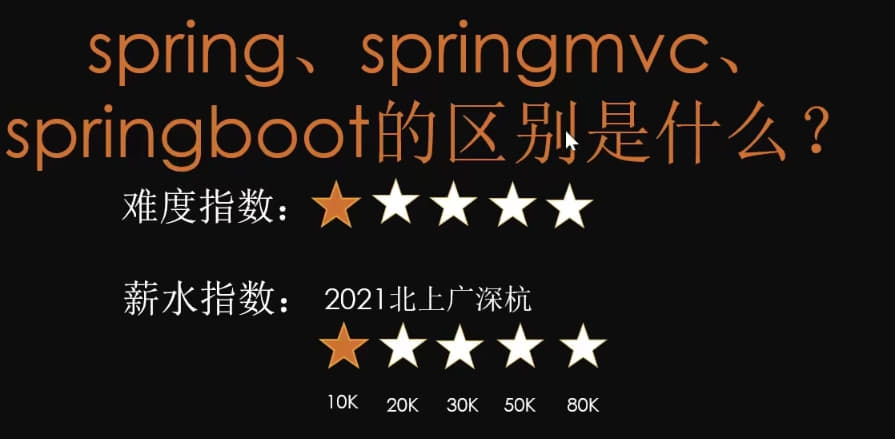 spring、springmvc、
springboot的区别是什么？
难度指数：
薪水指数： 2021北上广深杭
10K 20K 30K 50K 80K